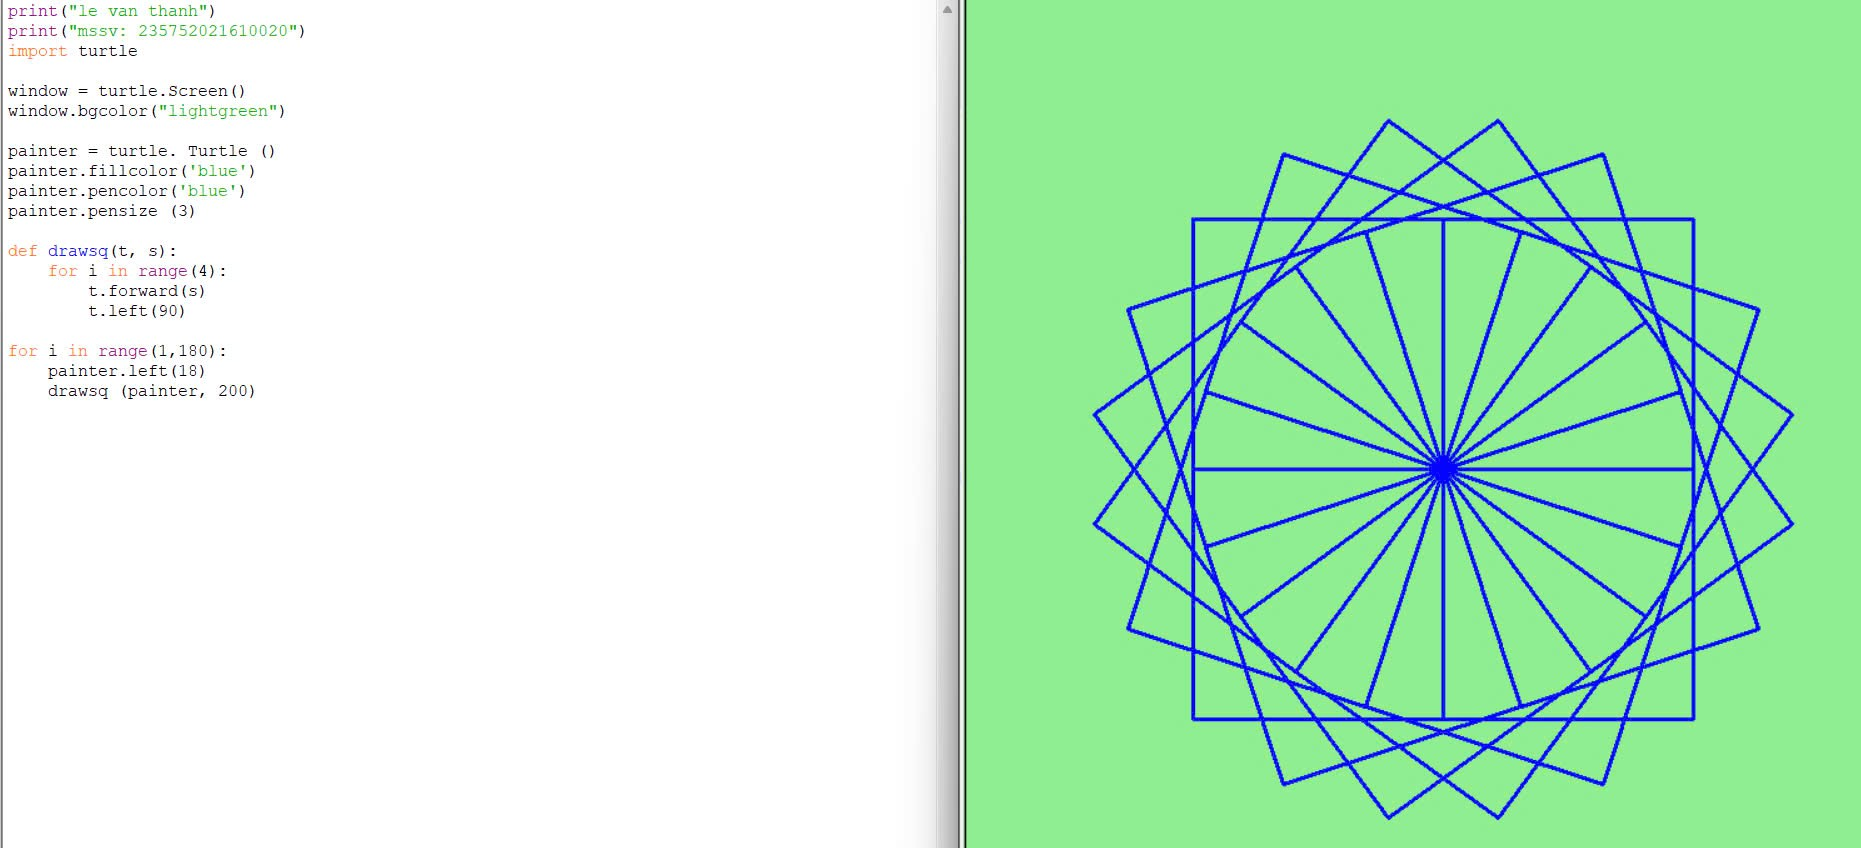 print("le van thanh")
print("mssv: 235752021610020")
import turtle
window = turtle.Screen()
window.bgcolor("lightgreen")
painter = turtle. Turtle ()
painter.fillcolor('blue')
painter.pencolor('blue')
painter.pensize (3)
def drawsq(t, s):
    for i in range(4):
        t.forward(s)
        t.left(90)
for i in range(1,180):
    painter.left(18)
    drawsq (painter, 200)